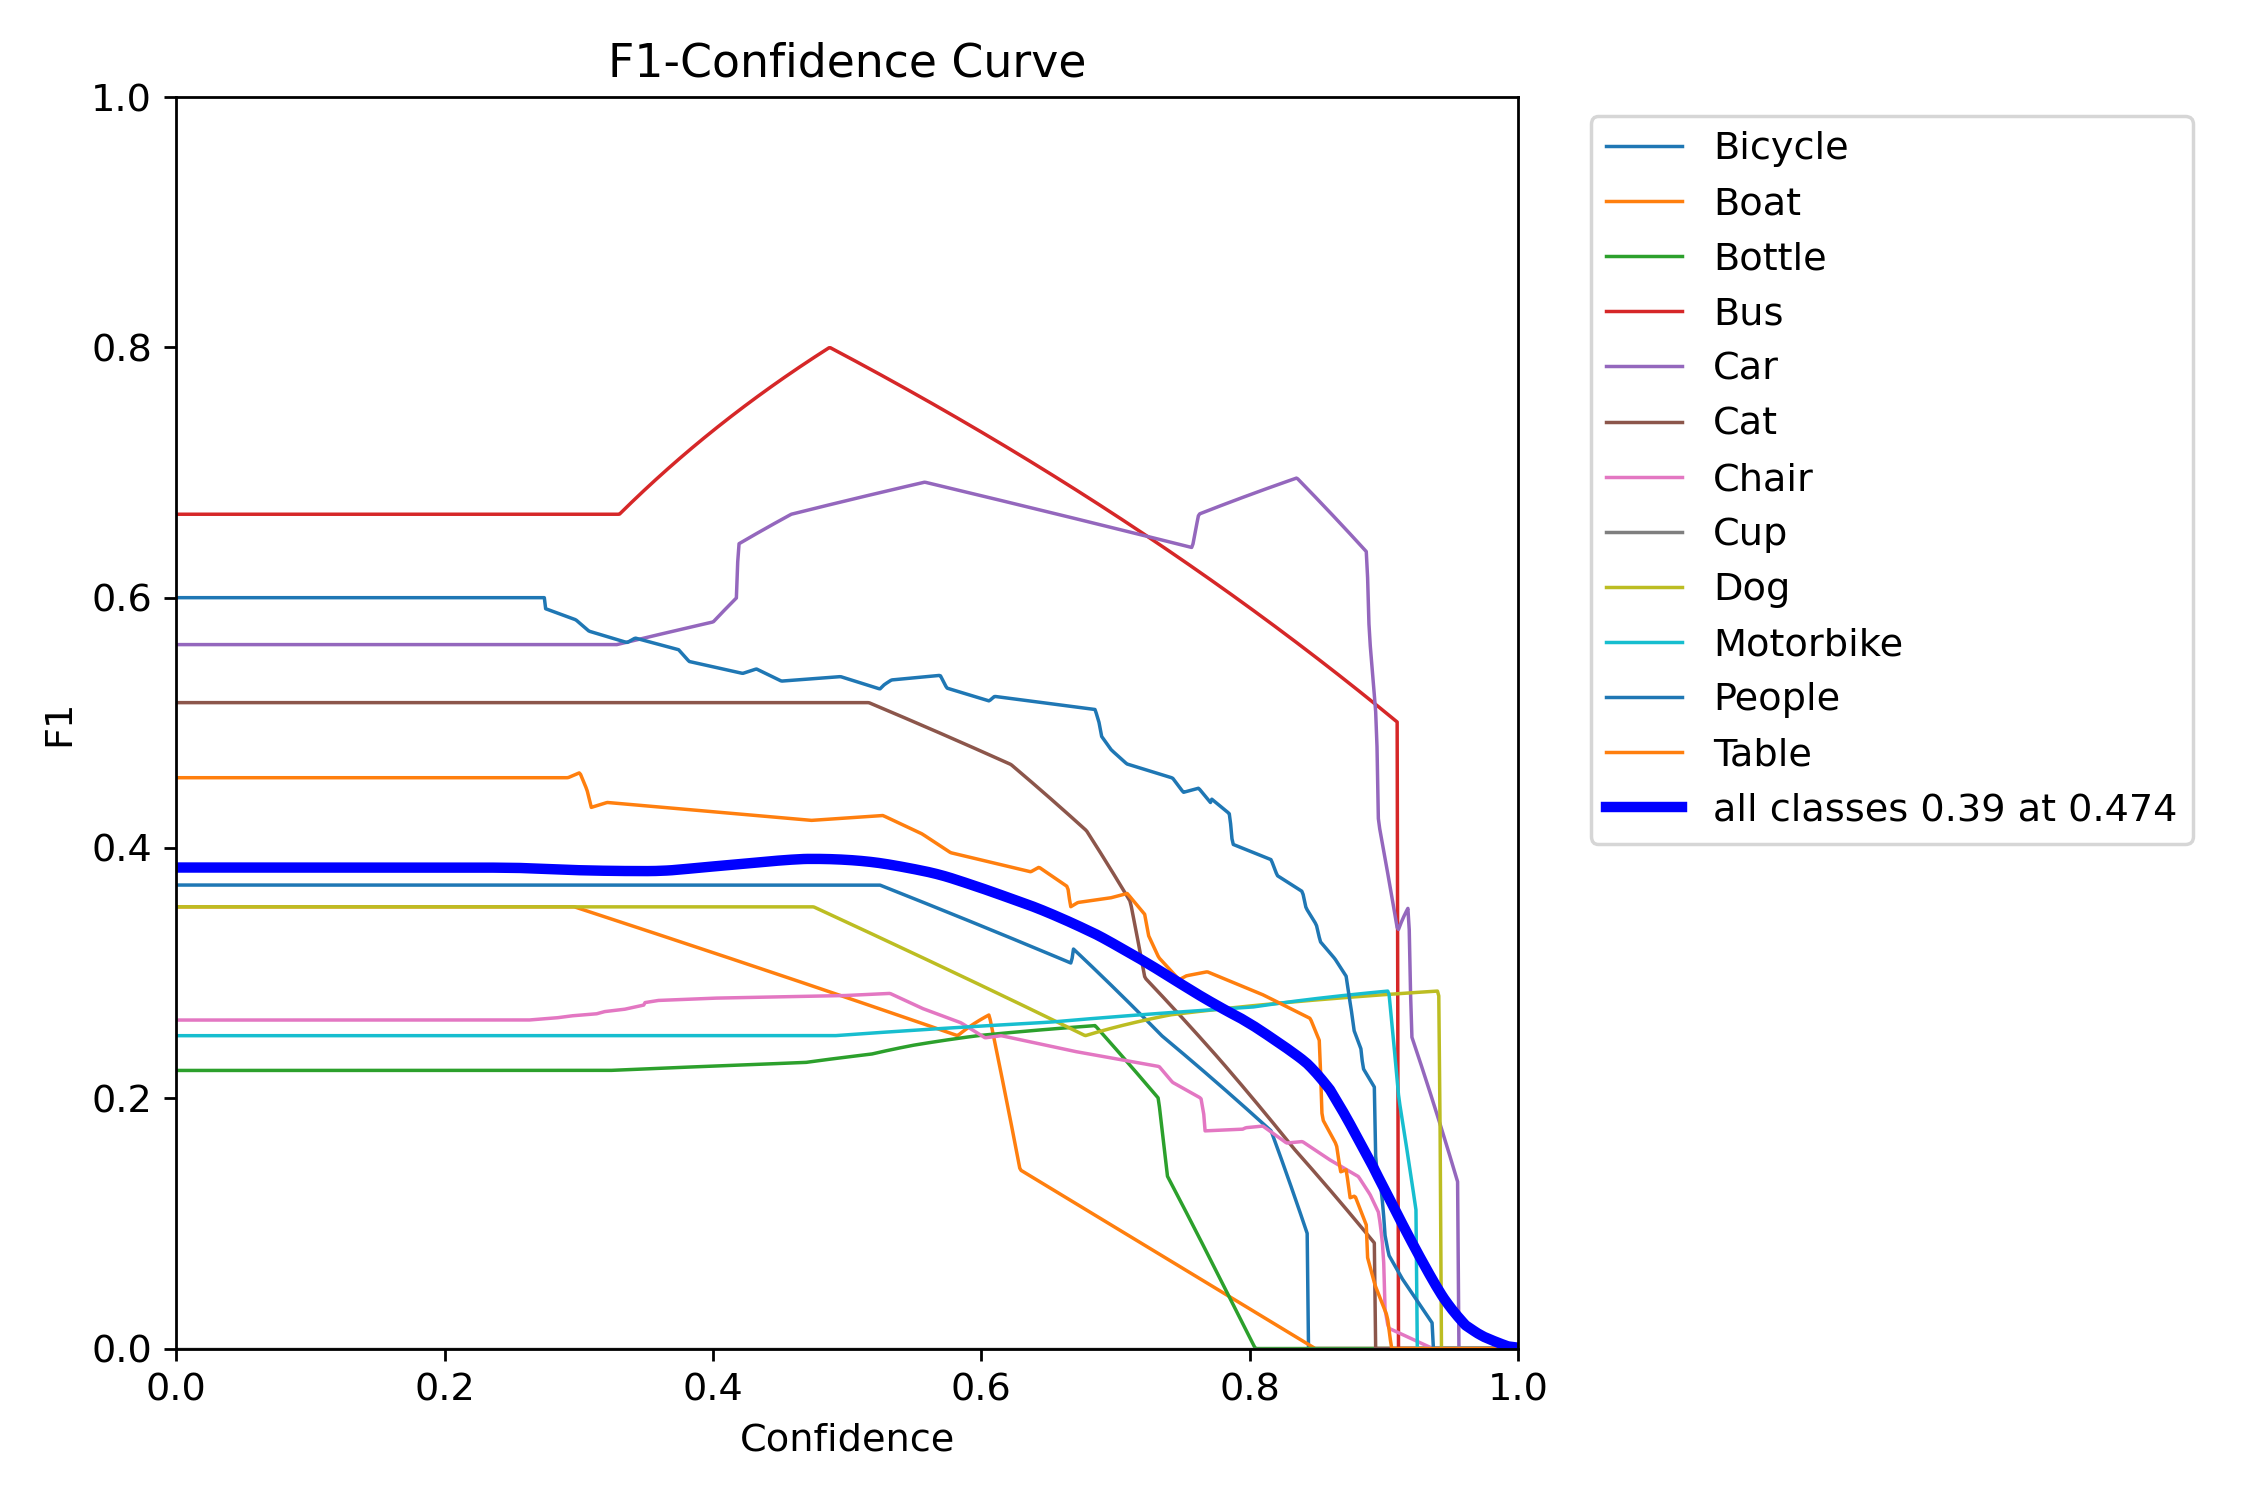 F1-Confidence Curve
1.0
0.8
0.6
0.4
0.2
0.0
F1
0.0 0.2 0.4 0.6 0.8 1.0
Confidence
Bicycle
Boat
Bottle
Bus
Car
Cat
Chair
Cup
Dog
Motorbike
People
Table
all classes 0.39 at 0.474